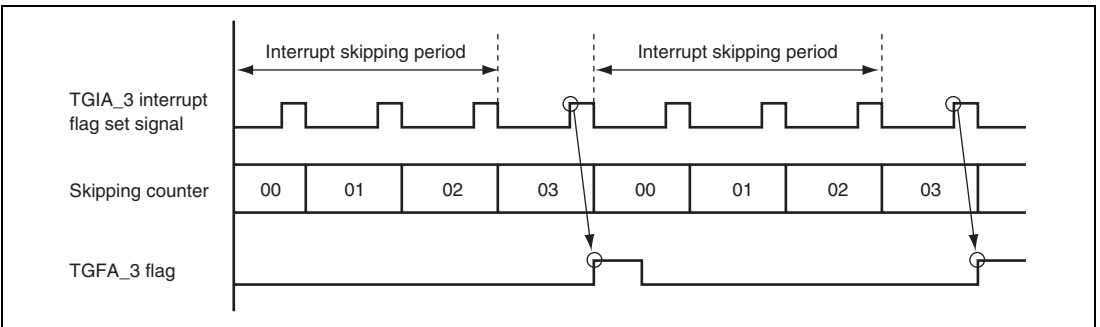 Interrupt skipping period Interrupt skipping period
TGIA_3 interrupt
flag set signal
Skipping counter 00 01 02 03 00 01 02 03
TGFA_3 flag